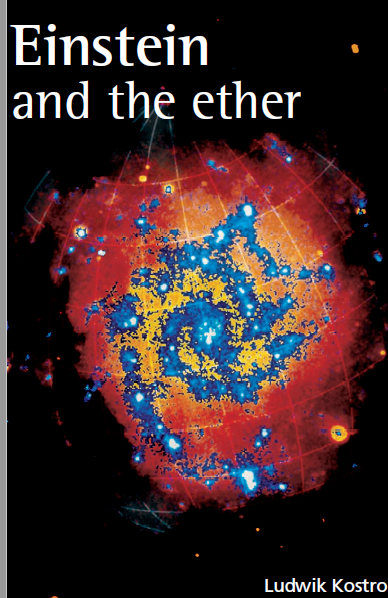 Einstein
and the ether
Ludwik Kostro